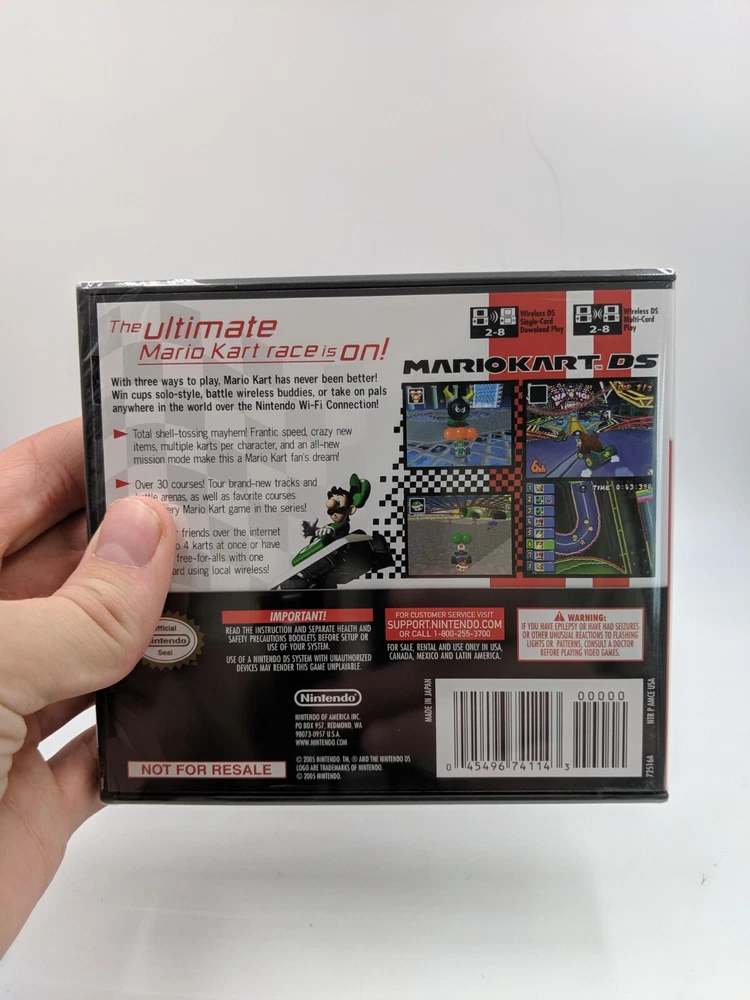 The ultimate
Mario Kart race is on!
With three ways to play, Mario Kart has never been better!
Win cups solo-style, battle wireless buddies, or take on pals
anywhere in the world over the Nintendo Wi-Fi Connection!
Total shell-tossing mayhem! Frantic speed, crazy new
items, multiple karts per character, and an all-new
mission mode make this a Mario Kart fan's dream!
Over 30 courses! Tour brand-new tracks and
arenas, as well as favorite courses
Mario Kart game in the series!
friends over the internet
4 karts at once or have
free-for-alls with one
using local wireless!
2-8
Wireless DS
Single-Card
Download Play
2-8
Wireless DS
Multi-Card
Play
MARIOKART DS
TM
TIME 0:53:390
Official
Nintendo
Seal
IMPORTANT!
READ THE INSTRUCTION AND SEPARATE HEALTH AND
SAFETY PRECAUTIONS BOOKLETS BEFORE SETUP OR
USE OF YOUR SYSTEM.
USE OF A NINTENDO DS SYSTEM WITH UNAUTHORIZED
DEVICES MAY RENDER THIS GAME UNPLAYABLE.
FOR CUSTOMER SERVICE VISIT
SUPPORT.NINTENDO.COM
OR CALL 1-800-255-3700
FOR SALE, RENTAL AND USE ONLY IN USA,
CANADA, MEXICO AND LATIN AMERICA.
WARNING:
IF YOU HAVE EPILEPSY OR HAVE HAD SEIZURES
OR OTHER UNUSUAL REACTIONS TO FLASHING
LIGHTS OR PATTERNS, CONSULT A DOCTOR
BEFORE PLAYING VIDEO GAMES.
Nintendo®
NINTENDO OF AMERICA INC.
PO BOX 957, REDMOND, WA
98073-0957 U.S.A.
WWW.NINTENDO.COM
© 2005 NINTENDO. TM, ® AND THE NINTENDO DS
LOGO ARE TRADEMARKS OF NINTENDO.
© 2005 NINTENDO.
NOT FOR RESALE
MADE IN JAPAN
00000
0 45496 74114 3
NTR P AMCE USA
72516A